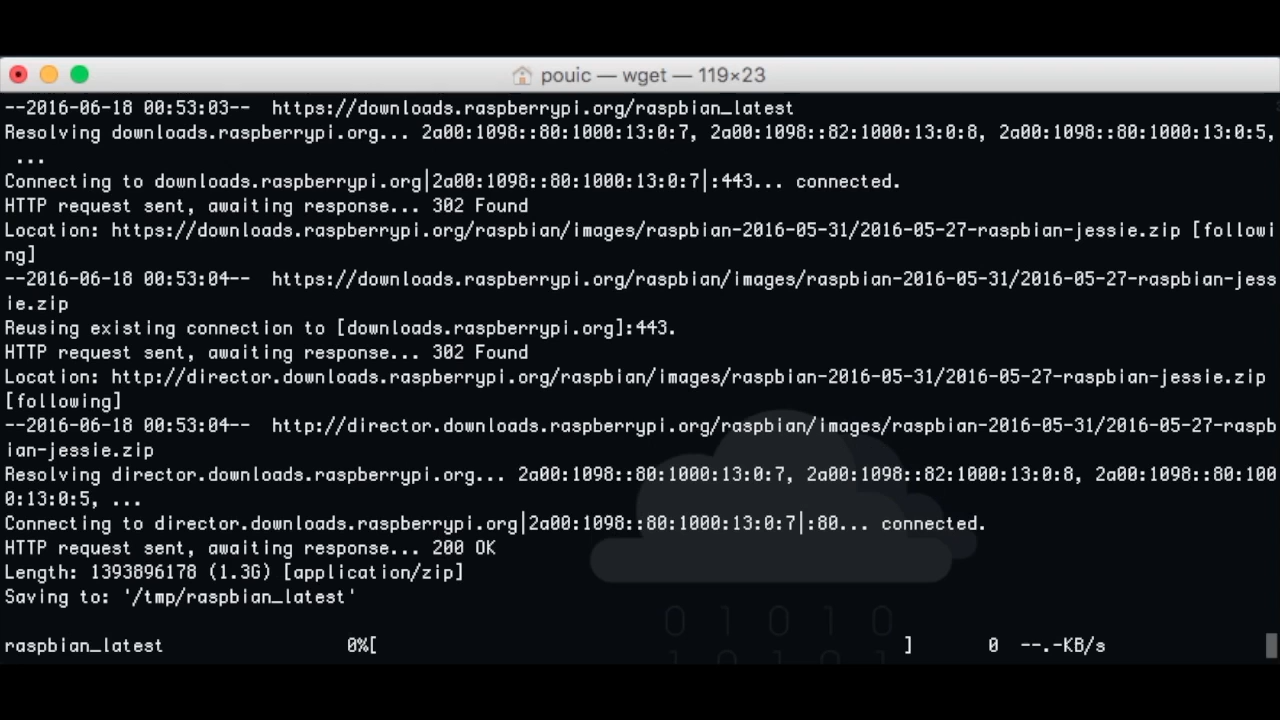 pouic — wget — 119×23
--2016-06-18 00:53:03--  https://downloads.raspberrypi.org/raspbian_latest
Resolving downloads.raspberrypi.org... 2a00:1098::80:1000:13:0:7, 2a00:1098::82:1000:13:0:8, 2a00:1098::80:1000:13:0:5,
 ...
Connecting to downloads.raspberrypi.org|2a00:1098::80:1000:13:0:7|:443... connected.
HTTP request sent, awaiting response... 302 Found
Location: https://downloads.raspberrypi.org/raspbian/images/raspbian-2016-05-31/2016-05-27-raspbian-jessie.zip [followi
ng]
--2016-06-18 00:53:04--  https://downloads.raspberrypi.org/raspbian/images/raspbian-2016-05-31/2016-05-27-raspbian-jess
ie.zip
Reusing existing connection to [downloads.raspberrypi.org]:443.
HTTP request sent, awaiting response... 302 Found
Location: http://director.downloads.raspberrypi.org/raspbian/images/raspbian-2016-05-31/2016-05-27-raspbian-jessie.zip
[following]
--2016-06-18 00:53:04--  http://director.downloads.raspberrypi.org/raspbian/images/raspbian-2016-05-31/2016-05-27-raspb
ian-jessie.zip
Resolving director.downloads.raspberrypi.org... 2a00:1098::80:1000:13:0:7, 2a00:1098::82:1000:13:0:8, 2a00:1098::80:100
0:13:0:5, ...
Connecting to director.downloads.raspberrypi.org|2a00:1098::80:1000:13:0:7|:80... connected.
HTTP request sent, awaiting response... 200 OK
Length: 1393896178 (1.3G) [application/zip]
Saving to: '/tmp/raspbian_latest'
0 1 0 1 0
raspbian_latest 0%[ ] 0 --.-KB/s
1 0 1 0 1